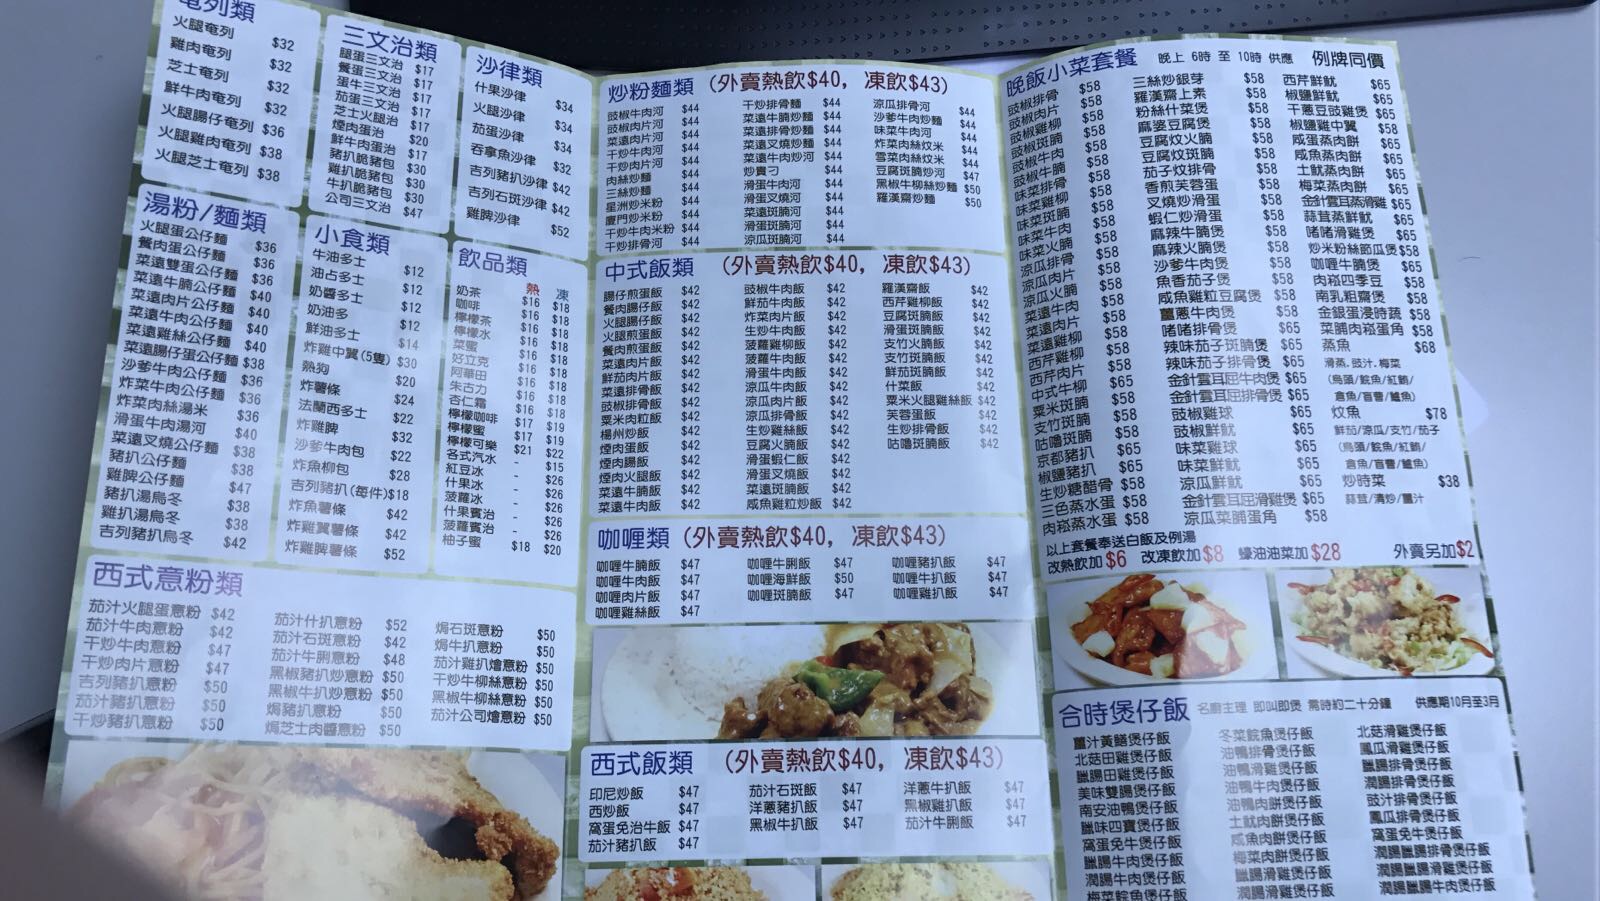 奄列類
火腿奄列 $32
雞肉奄列 $32
芝士奄列 $32
鮮牛肉奄列 $32
火腿腸仔奄列 $36
火腿雞肉奄列 $38
火腿芝士奄列 $38
三文治類
腿蛋三文治 $17
餐蛋三文治 $17
蛋牛三文治 $17
茄蛋三文治 $17
芝士火腿治 $17
煙肉蛋治 $20
鮮牛肉蛋治 $17
豬扒脆豬包 $30
雞扒脆豬包 $30
牛扒脆豬包 $30
公司三文治 $47
沙律類
什果沙律 $34
火腿沙律 $34
茄蛋沙律 $34
吞拿魚沙律 $32
吉列豬扒沙律 $42
吉列石斑沙律 $42
雞脾沙律 $52
湯粉/麵類
火腿蛋公仔麵 $36
餐肉蛋公仔麵 $36
菜遠雙蛋公仔麵 $36
菜遠牛腩公仔麵 $40
菜遠肉片公仔麵 $40
菜遠牛肉公仔麵 $40
菜遠雞絲公仔麵 $40
菜遠腸仔蛋公仔麵 $38
沙爹牛肉公仔麵 $36
炸菜牛肉公仔麵 $36
炸菜肉絲湯米 $36
滑蛋牛肉湯河 $40
菜遠叉燒公仔麵 $38
豬扒公仔麵 $38
雞脾公仔麵 $47
豬扒湯烏冬 $38
雞扒湯烏冬 $38
吉列豬扒烏冬 $42
小食類
牛油多士 $12
油占多士 $12
奶醬多士 $12
奶油多 $12
鮮油多士 $14
炸雞中翼(5隻) $30
熱狗 $20
炸薯條 $24
法蘭西多士 $22
炸雞脾 $32
沙爹牛肉包 $22
炸魚柳包 $28
吉列豬扒(每件) $18
炸魚薯條 $42
炸雞翼薯條 $42
炸雞脾薯條 $52
飲品類
熱 凍
奶茶 $16 $18
咖啡 $16 $18
檸檬茶 $16 $18
檸檬水 $16 $18
菜蜜 $16 $18
好立克 $16 $18
阿華田 $16 $18
朱古力 $16 $18
杏仁霜 $16 $18
檸檬咖啡 $17 $19
檸檬蜜 $17 $19
檸檬可樂 $21 $22
各式汽水 - $15
紅豆冰 - $26
什果冰 - $26
菠蘿冰 - $26
什果賓治 - $26
菠蘿賓治 - $26
柚子蜜 $18 $20
西式意粉類
茄汁火腿蛋意粉 $42
茄汁牛肉意粉 $42
干炒牛肉意粉 $47
干炒肉片意粉 $47
吉列豬扒意粉 $50
茄汁豬扒意粉 $50
干炒豬扒意粉 $50
茄汁什扒意粉 $52
茄汁石斑意粉 $42
茄汁牛脷意粉 $48
黑椒豬扒炒意粉 $50
黑椒牛扒炒意粉 $50
焗豬扒意粉 $50
焗芝士肉醬意粉 $50
焗石斑意粉 $50
焗牛扒意粉 $50
茄汁雞扒燴意粉 $50
干炒牛柳絲意粉 $50
黑椒牛柳絲意粉 $50
茄汁公司燴意粉 $50
炒粉麵類 (外賣熱飲$40，凍飲$43)
豉椒牛肉河 $44
豉椒肉片河 $44
菜遠肉片河 $44
干炒牛肉河 $44
干炒肉片河 $44
肉絲炒麵 $44
三絲炒麵 $44
星洲炒米粉 $44
廈門炒米粉 $44
干炒牛肉米粉 $44
干炒排骨河 $44
干炒排骨麵 $44
菜遠牛腩炒麵 $44
菜遠排骨炒麵 $44
菜遠叉燒炒麵 $44
菜遠牛肉炒河 $44
炒貴刁 $44
滑蛋牛肉河 $44
滑蛋叉燒河 $44
菜遠斑腩河 $44
滑蛋斑腩河 $44
涼瓜斑腩河 $44
涼瓜排骨河 $44
沙爹牛肉炒麵 $44
味菜牛肉河 $44
炸菜肉絲炆米 $44
雪菜肉絲炆米 $44
豆腐斑腩炒河 $47
黑椒牛柳絲炒麵 $50
羅漢齋炒麵 $50
中式飯類 (外賣熱飲$40，凍飲$43)
腸仔煎蛋飯 $42
餐肉腸仔飯 $42
火腿腸仔飯 $42
火腿煎蛋飯 $42
餐肉煎蛋飯 $42
菜遠肉片飯 $42
鮮茄肉片飯 $42
菜遠排骨飯 $42
豉椒排骨飯 $42
粟米肉粒飯 $42
楊州炒飯 $42
煙肉蛋飯 $42
煙肉腸飯 $42
煙肉火腿飯 $42
菜遠牛腩飯 $42
菜遠牛肉飯 $42
豉椒牛肉飯 $42
鮮茄牛肉飯 $42
炸菜肉片飯 $42
生炒牛肉飯 $42
菠蘿雞柳飯 $42
菠蘿牛肉飯 $42
滑蛋牛肉飯 $42
涼瓜牛肉飯 $42
涼瓜肉片飯 $42
涼瓜排骨飯 $42
生炒雞絲飯 $42
豆腐火腩飯 $42
滑蛋蝦仁飯 $42
滑蛋叉燒飯 $42
菜遠斑腩飯 $42
咸魚雞粒炒飯 $42
羅漢齋飯 $42
西芹雞柳飯 $42
豆腐斑腩飯 $42
滑蛋斑腩飯 $42
支竹火腩飯 $42
支竹斑腩飯 $42
鮮茄斑腩飯 $42
什菜飯 $42
粟米火腿雞絲飯 $42
芙蓉蛋飯 $42
生炒排骨飯 $42
咕嚕斑腩飯 $42
咖喱類 (外賣熱飲$40，凍飲$43)
咖喱牛腩飯 $47
咖喱牛肉飯 $47
咖喱肉片飯 $47
咖喱雞絲飯 $47
咖喱牛脷飯 $47
咖喱海鮮飯 $50
咖喱斑腩飯 $47
咖喱豬扒飯 $47
咖喱牛扒飯 $47
咖喱雞扒飯 $47
西式飯類 (外賣熱飲$40，凍飲$43)
印尼炒飯 $47
西炒飯 $47
窩蛋免治牛飯 $47
茄汁豬扒飯 $47
茄汁石斑飯 $47
洋蔥豬扒飯 $47
黑椒牛扒飯 $47
洋蔥牛扒飯 $47
黑椒雞扒飯 $47
茄汁牛脷飯 $47
晚飯小菜套餐 晚上 6時 至 10時 供應 例牌同價
豉椒排骨 $58
豉椒肉片 $58
豉椒雞柳 $58
豉椒斑腩 $58
豉椒牛肉 $58
豉椒牛腩 $58
味菜排骨 $58
味菜雞柳 $58
味菜斑腩 $58
味菜牛肉 $58
味菜火腩 $58
涼瓜排骨 $58
涼瓜肉片 $58
涼瓜火腩 $58
菜遠牛肉 $58
菜遠肉片 $58
菜遠雞柳 $58
西芹雞柳 $58
西芹肉片 $58
中式牛柳 $65
粟米斑腩 $58
支竹斑腩 $58
咕嚕斑腩 $58
京都豬扒 $65
椒鹽豬扒 $65
生炒糖醋骨 $58
三色蒸水蛋 $58
肉崧蒸水蛋 $58
三絲炒銀芽 $58
羅漢齋上素 $58
粉絲什菜煲 $58
麻婆豆腐煲 $58
豆腐炆火腩 $58
豆腐炆斑腩 $58
茄子炆排骨 $58
香煎芙蓉蛋 $58
叉燒炒滑蛋 $58
蝦仁炒滑蛋 $58
麻辣牛腩煲 $58
麻辣火腩煲 $58
沙爹牛肉煲 $58
魚香茄子煲 $58
咸魚雞粒豆腐煲 $58
薑蔥牛肉煲 $58
啫啫排骨煲 $65
辣味茄子斑腩煲 $65
辣味茄子排骨煲 $65
金針雲耳屈牛肉煲 $65
金針雲耳屈排骨煲 $65
豉椒雞球 $65
豉椒鮮魷 $65
味菜雞球 $65
味菜鮮魷 $65
涼瓜鮮魷 $65
金針雲耳屈滑雞煲 $65
涼瓜菜脯蛋角 $58
西芹鮮魷 $65
椒鹽鮮魷 $65
干蔥豆豉雞煲 $65
椒鹽雞中翼 $58
咸蛋蒸肉餅 $65
咸魚蒸肉餅 $65
土魷蒸肉餅 $65
梅菜蒸肉餅 $65
金針雲耳蒸滑雞 $65
蒜茸蒸鮮魷 $65
啫啫滑雞煲 $65
炒米粉絲節瓜煲 $58
咖喱牛腩煲 $65
肉崧四季豆 $58
南乳粗齋煲 $58
金銀蛋浸時蔬 $58
菜脯肉崧蛋角 $58
蒸魚 $68
滑蒸,豉汁,梅菜
(烏頭/鯇魚/紅鮹/
倉魚/盲曹/鱸魚)
炆魚 $78
鮮茄/涼瓜/支竹/茄子
(烏頭/鯇魚/紅鮹/
倉魚/盲曹/鱸魚)
炒時菜 $38
蒜茸/清炒/薑汁
以上套餐奉送白飯及例湯
改熱飲加$6 改凍飲加$8 蠔油油菜加$28 外賣另加$2
合時煲仔飯 名廚主理 即叫即煲 需時約二十分鐘 供應期10月至3月
薑汁黃鱔煲仔飯
北菇田雞煲仔飯
臘腸田雞煲仔飯
美味雙腸煲仔飯
南安油鴨煲仔飯
臘味四寶煲仔飯
窩蛋免牛煲仔飯
臘腸牛肉煲仔飯
潤腸牛肉煲仔飯
梅菜鯇魚煲仔飯
冬菜鯇魚煲仔飯
油鴨排骨煲仔飯
油鴨滑雞煲仔飯
油鴨牛肉煲仔飯
油鴨肉餅煲仔飯
土魷肉餅煲仔飯
咸魚肉餅煲仔飯
梅菜肉餅煲仔飯
臘腸滑雞煲仔飯
潤腸滑雞煲仔飯
北菇滑雞煲仔飯
鳳瓜滑雞煲仔飯
臘腸排骨煲仔飯
潤腸排骨煲仔飯
豉汁排骨煲仔飯
鳳瓜排骨煲仔飯
窩蛋免牛煲仔飯
潤腸臘腸排骨煲仔飯
潤腸臘腸滑雞煲仔飯
潤腸臘腸牛肉煲仔飯